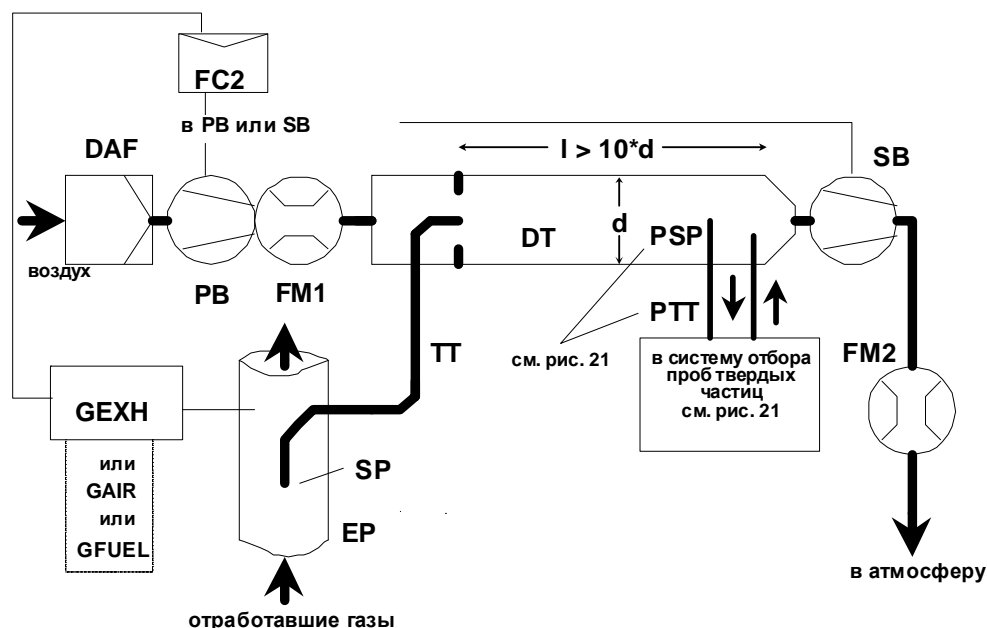 FC2
в PB или SB
DAF
l > 10*d
SB
d
DT
PSP
воздух
PB
FM1
PTT
TT
см. рис. 21
FM2
в систему отбора
проб твердых
частиц
см. рис. 21
GEXH
или
GAIR
или
GFUEL
SP
EP
в атмосферу
отработавшие газы